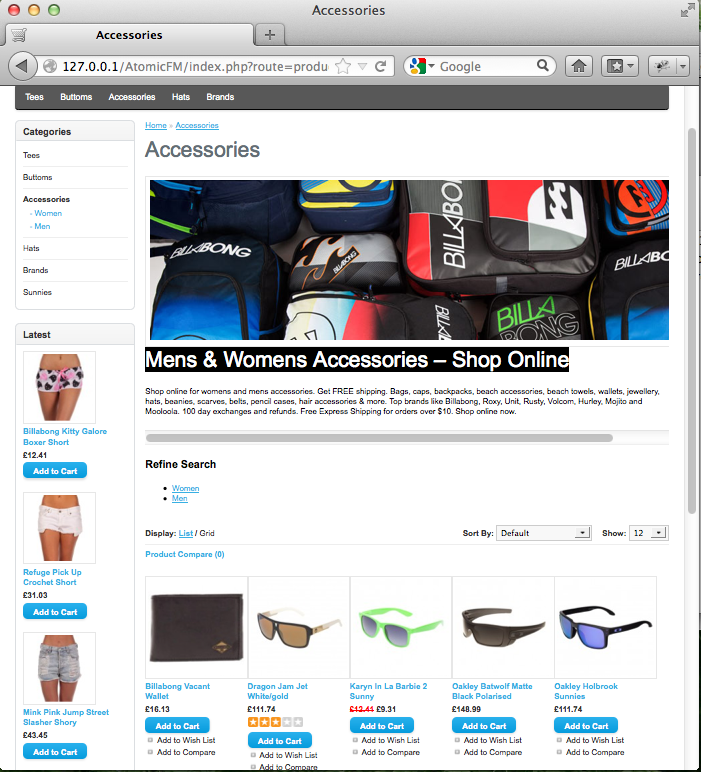 Accessories
Accessories
127.0.0.1/AtomicFM/index.php?route=produ
Google
Tees Buttoms Accessories Hats Brands
Categories
Tees
Buttoms
Accessories
- Women
- Men
Hats
Brands
Sunnies
Latest
Billabong Kitty Galore
Boxer Short
£12.41
Add to Cart
Refuge Pick Up
Crochet Short
£31.03
Add to Cart
Mink Pink Jump Street
Slasher Shory
£43.45
Add to Cart
Home » Accessories
Accessories
BILLABONG
BILLABONG
BILLABONG
BILLABO
BILLA
BONG
Mens & Womens Accessories – Shop Online
Shop online for womens and mens accessories. Get FREE shipping. Bags, caps, backpacks, beach accessories, beach towels, wallets, jewellery,
hats, beanies, scarves, belts, pencil cases, hair accessories & more. Top brands like Billabong, Roxy, Unit, Rusty, Volcom, Hurley, Mojito and
Mooloola. 100 day exchanges and refunds. Free Express Shipping for orders over $10. Shop online now.
Refine Search
Women
Men
Display: List / Grid Sort By: Default Show: 12
Product Compare (0)
Billabong Vacant
Wallet
£16.13
Add to Cart
Add to Wish List
Add to Compare
Dragon Jam Jet
White/gold
£111.74
Add to Cart
Add to Wish List
Add to Compare
Karyn In La Barbie 2
Sunny
£12.41 £9.31
Add to Cart
Add to Wish List
Add to Compare
Oakley Batwolf Matte
Black Polarised
£148.99
Add to Cart
Add to Wish List
Add to Compare
Oakley Holbrook
Sunnies
£111.74
Add to Cart
Add to Wish List
Add to Compare